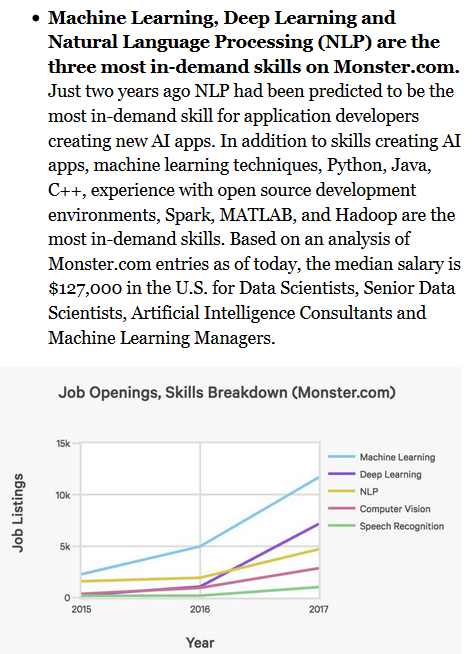 • Machine Learning, Deep Learning and
Natural Language Processing (NLP) are the
three most in-demand skills on Monster.com.
Just two years ago NLP had been predicted to be the
most in-demand skill for application developers
creating new AI apps. In addition to skills creating AI
apps, machine learning techniques, Python, Java,
C++, experience with open source development
environments, Spark, MATLAB, and Hadoop are the
most in-demand skills. Based on an analysis of
Monster.com entries as of today, the median salary is
$127,000 in the U.S. for Data Scientists, Senior Data
Scientists, Artificial Intelligence Consultants and
Machine Learning Managers.
Job Openings, Skills Breakdown (Monster.com)
Job Listings
15k
10k
5k
0
2015
2016
2017
Year
Machine Learning
Deep Learning
NLP
Computer Vision
Speech Recognition